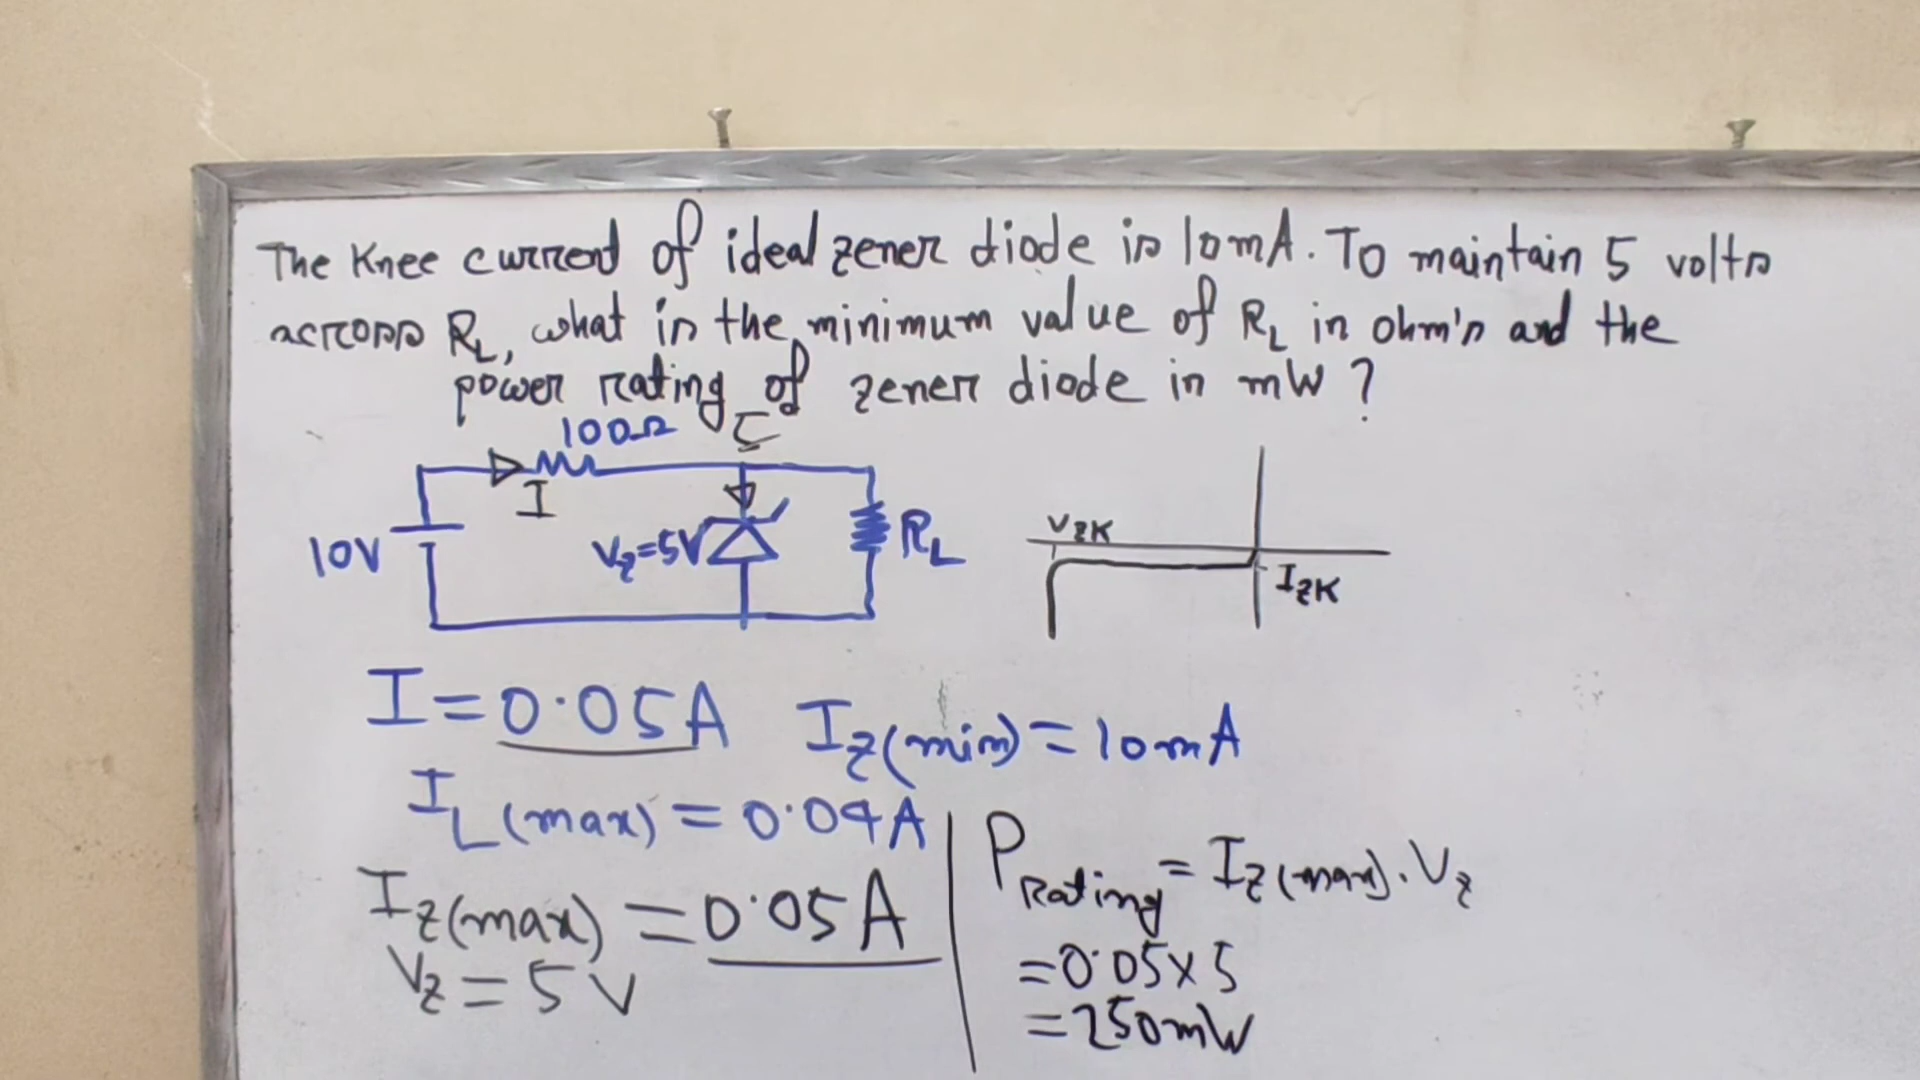 The Knee current of ideal zener diode is 10mA. To maintain 5 volts
across RL, what is the minimum value of RL in ohm's and the
power rating of zener diode in mW?
100Ω C
I
10V
Vz=5V
RL
VZK
IZK
I=0.05A Iz(min)=10mA
IL(max)=0.04A
Iz(max)=0.05A
Vz=5V
PRating=Iz(max).Vz
=0.05x5
=250mW